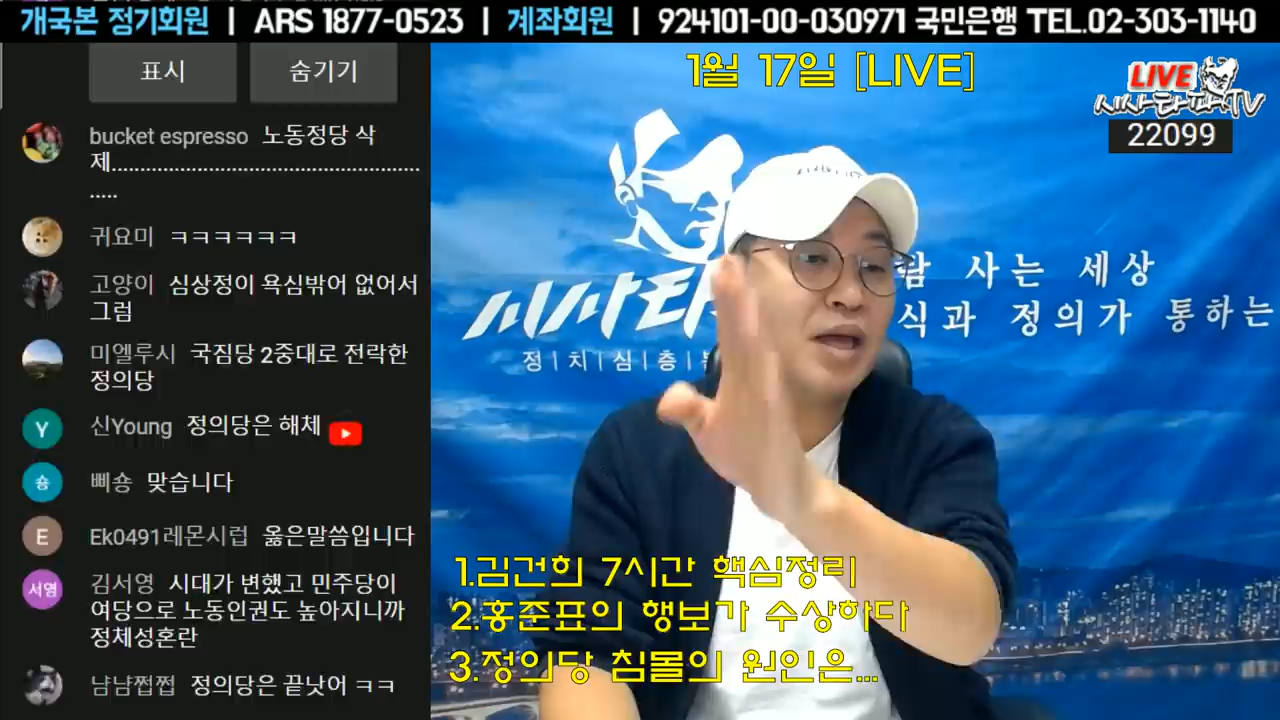 개국본 정기회원 | ARS 1877-0523 | 계좌회원 | 924101-00-030971 국민은행 TEL.02-303-1140
표시 숨기기
bucket espresso 노동정당 삭
제....................................................
.....
귀요미 ㅋㅋㅋㅋㅋㅋ
고양이 심상정이 욕심밖어 없어서
그럼
미엘루시 국짐당 2중대로 전락한
정의당
Y 신Young 정의당은 해체
숑 삐숑 맞습니다
E Ek0491레몬시럽 옳은말씀입니다
서영 김서영 시대가 변했고 민주당이
여당으로 노동인권도 높아지니까
정체성혼란
냠냠쩝쩝 정의당은 끝낫어 ㅋㅋ
1월 17일 [LIVE]
LIVE
시사타파TV
22099
시사타
정|치|심|층|
람 사는 세상
식과 정의가 통하는
1.김건희 7시간 핵심정리
2.홍준표의 행보가 수상하다
3.정의당 침몰의 원인은...